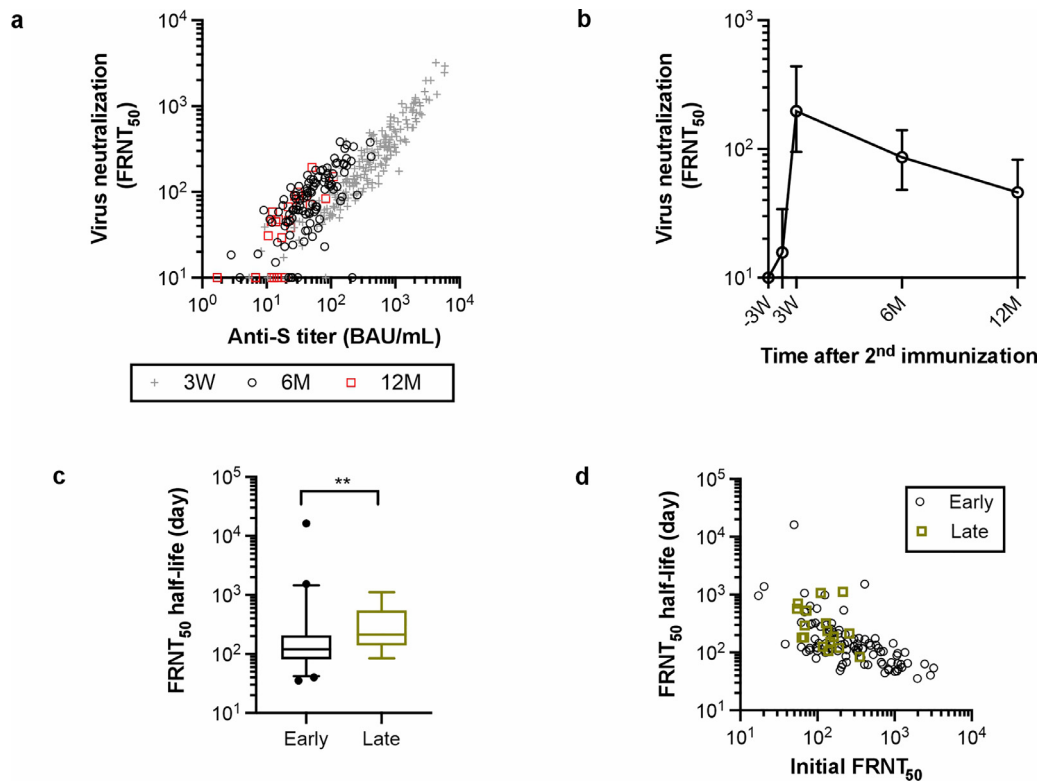 a
Virus neutralization
(FRNT50)
10^4
10^3
10^2
10^1
10^0
10^1
10^2
10^3
10^4
Anti-S titer (BAU/mL)
3W
6M
12M
b
Virus neutralization
(FRNT50)
10^3
10^2
10^1
-3W
3W
6M
12M
Time after 2nd immunization
c
FRNT50 half-life (day)
10^5
10^4
10^3
10^2
10^1
**
Early
Late
d
FRNT50 half-life (day)
10^5
10^4
10^3
10^2
10^1
Early
Late
10^1
10^2
10^3
10^4
Initial FRNT50